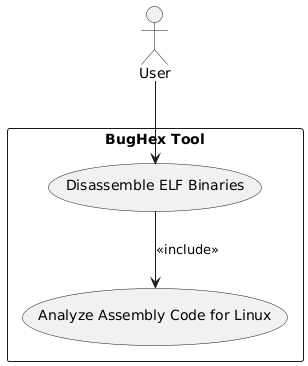 User
BugHex Tool
Disassemble ELF Binaries
«include»
Analyze Assembly Code for Linux